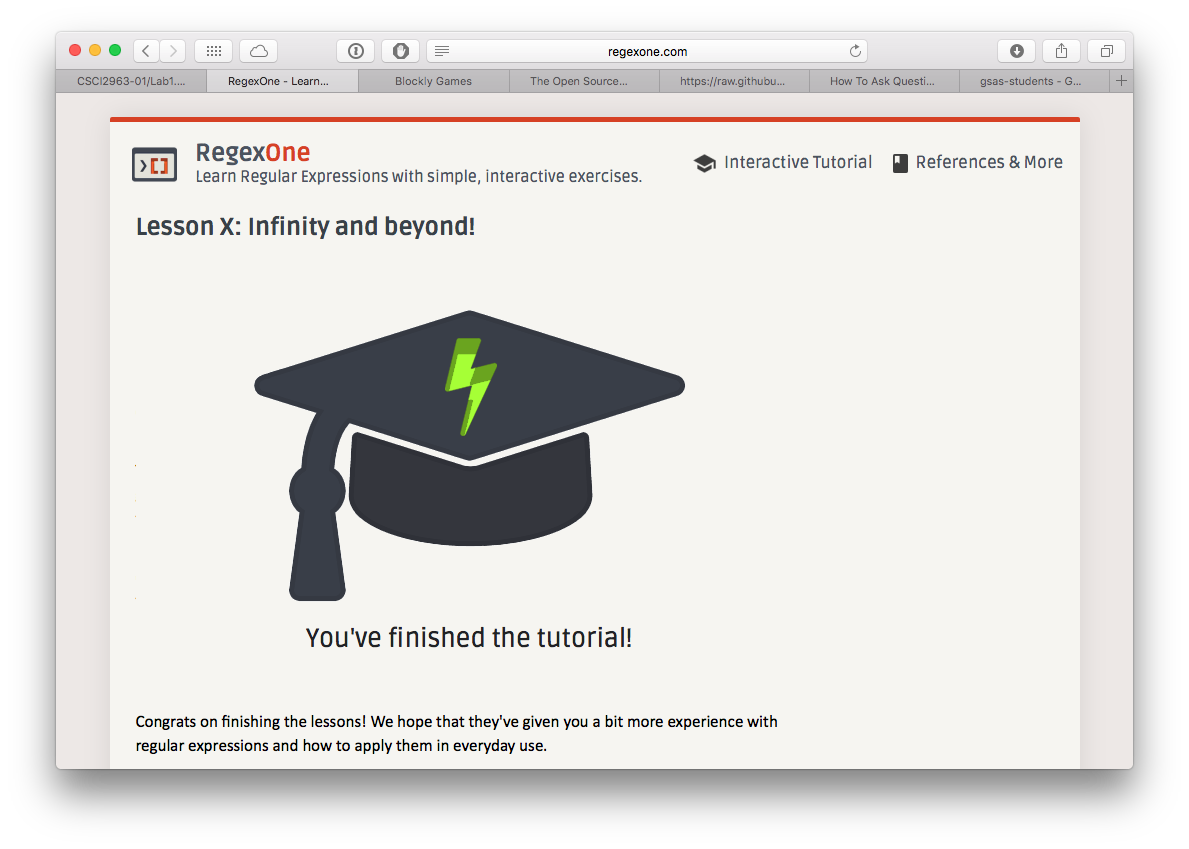 regexone.com
CSCI2963-01/Lab1.... RegexOne - Learn... Blockly Games The Open Source... https://raw.githubu... How To Ask Questi... gsas-students - G...
RegexOne
Learn Regular Expressions with simple, interactive exercises.
Interactive Tutorial References & More
Lesson X: Infinity and beyond!
You've finished the tutorial!
Congrats on finishing the lessons! We hope that they've given you a bit more experience with
regular expressions and how to apply them in everyday use.